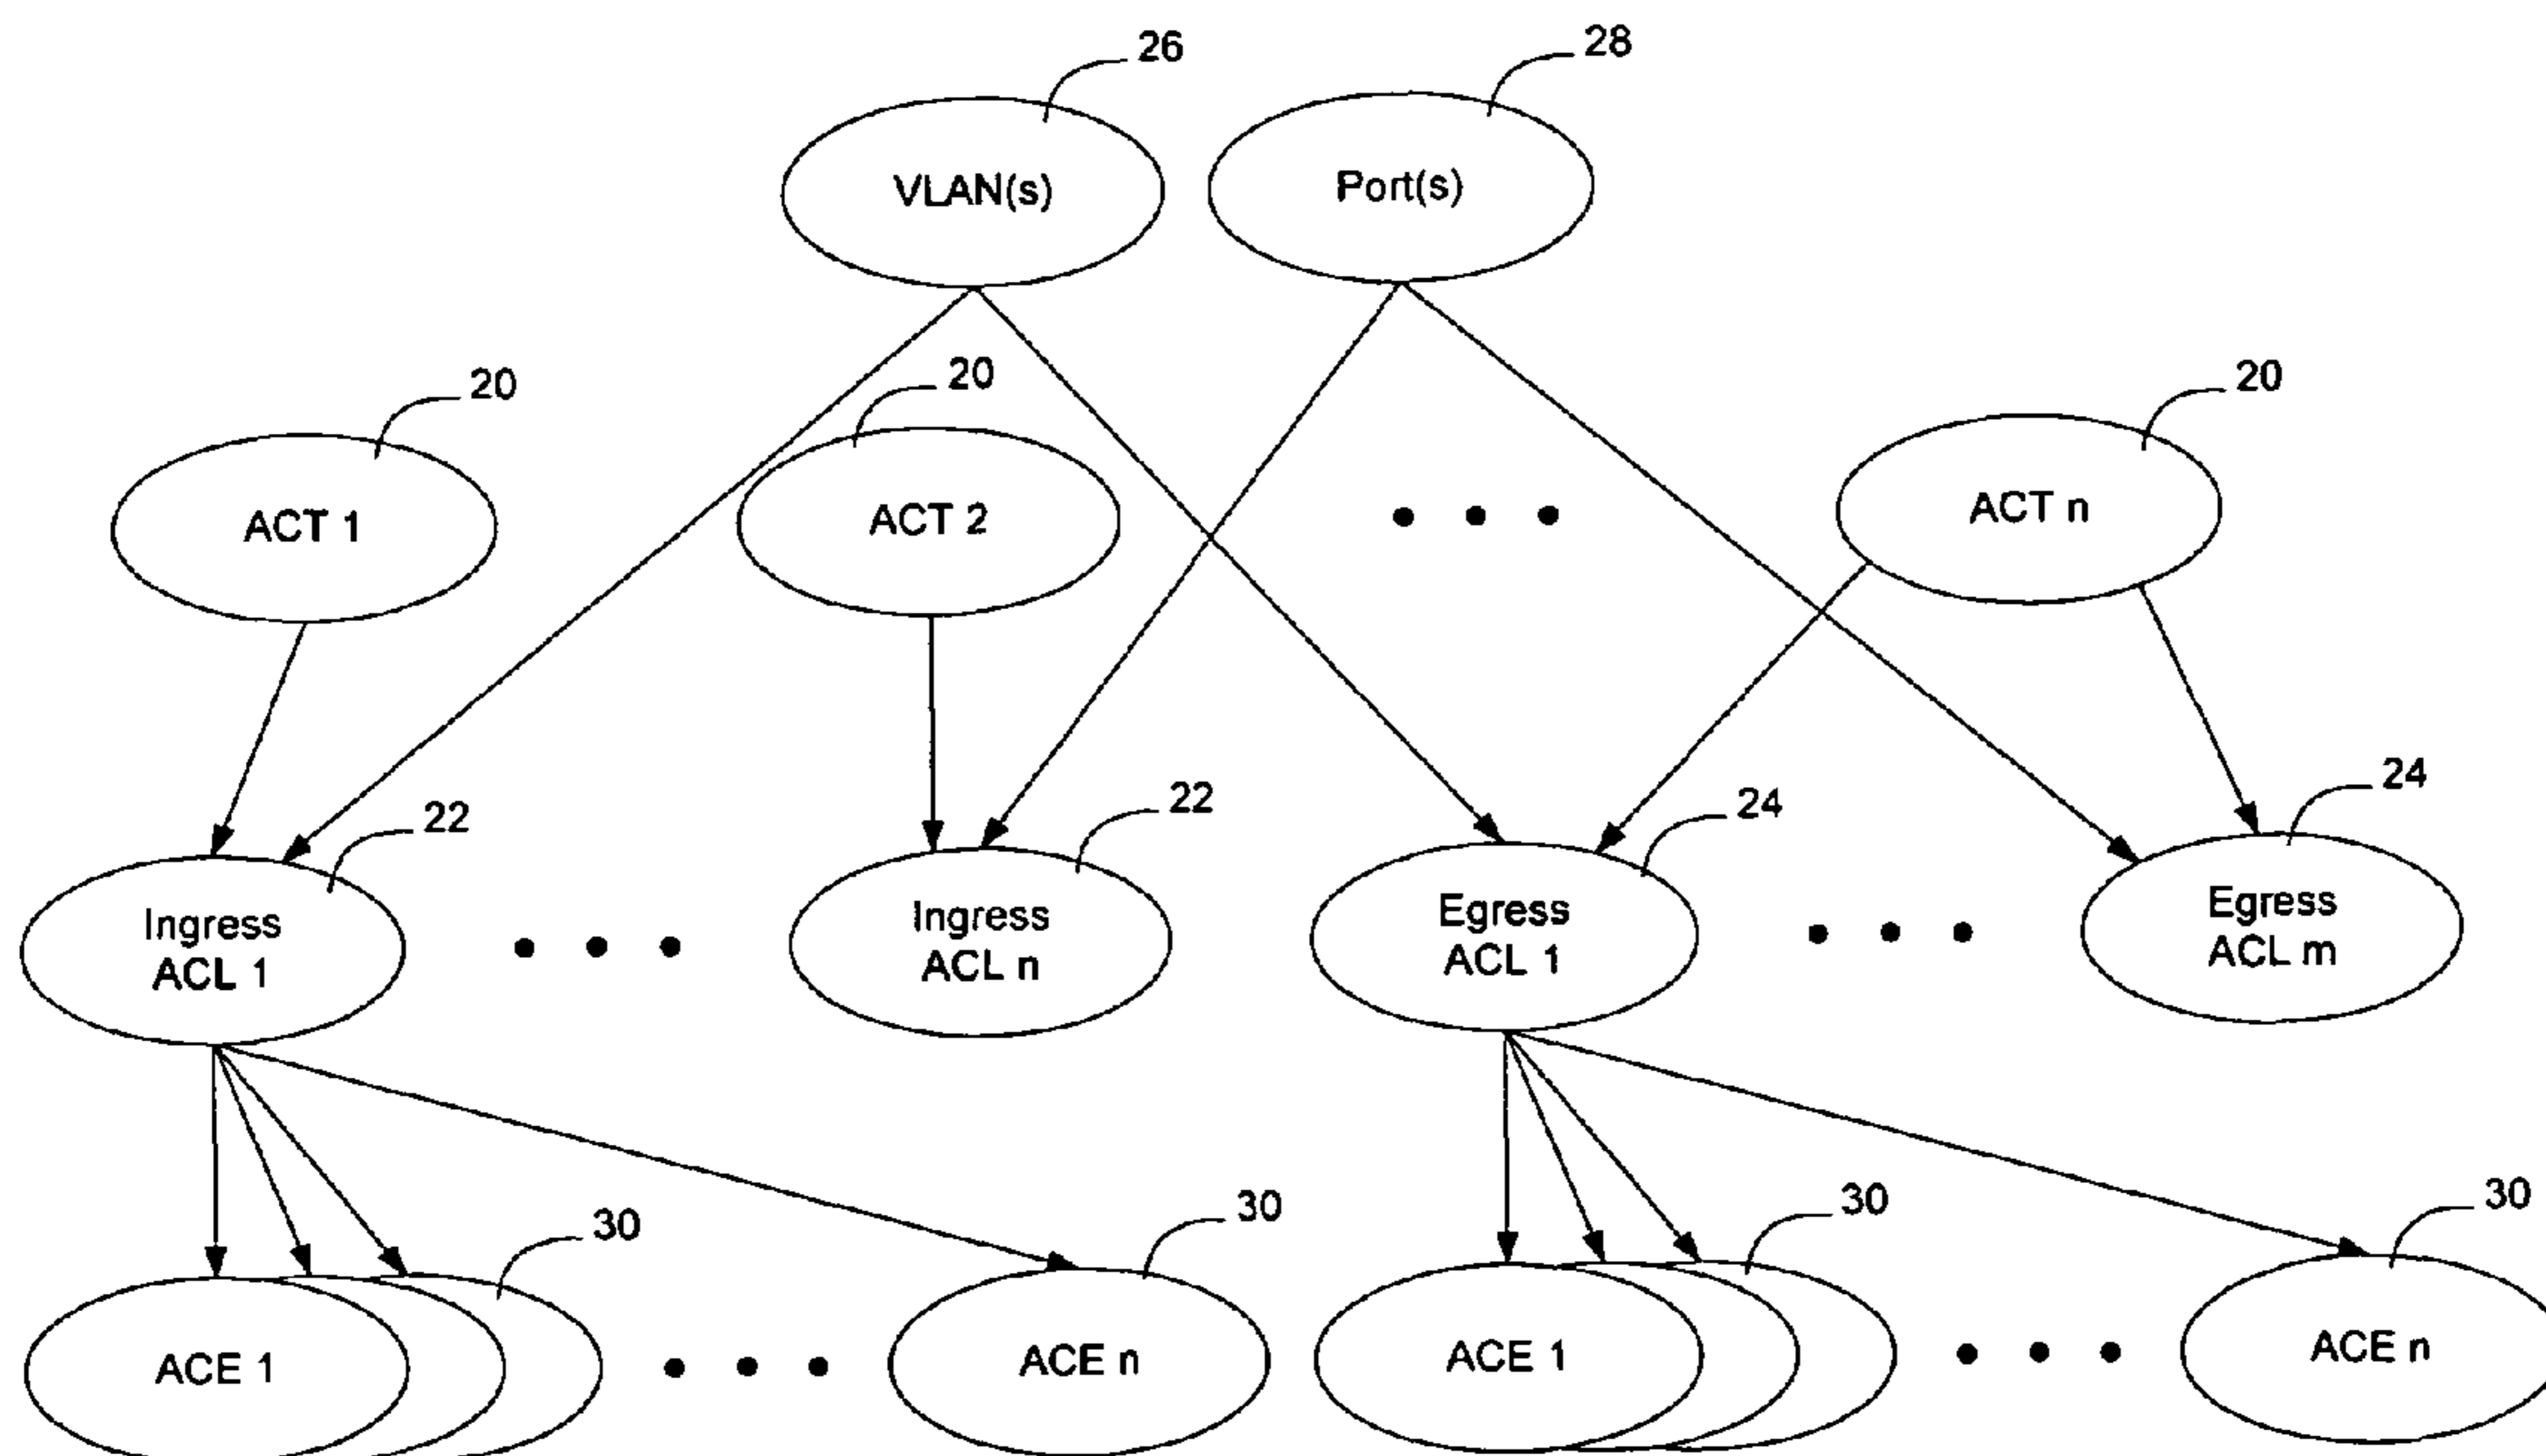 26
28
VLAN(s)
Port(s)
20
20
20
ACT 1
ACT 2
ACT n
22
22
24
24
Ingress
ACL 1
Ingress
ACL n
Egress
ACL 1
Egress
ACL m
30
30
30
30
ACE 1
ACE n
ACE 1
ACE n